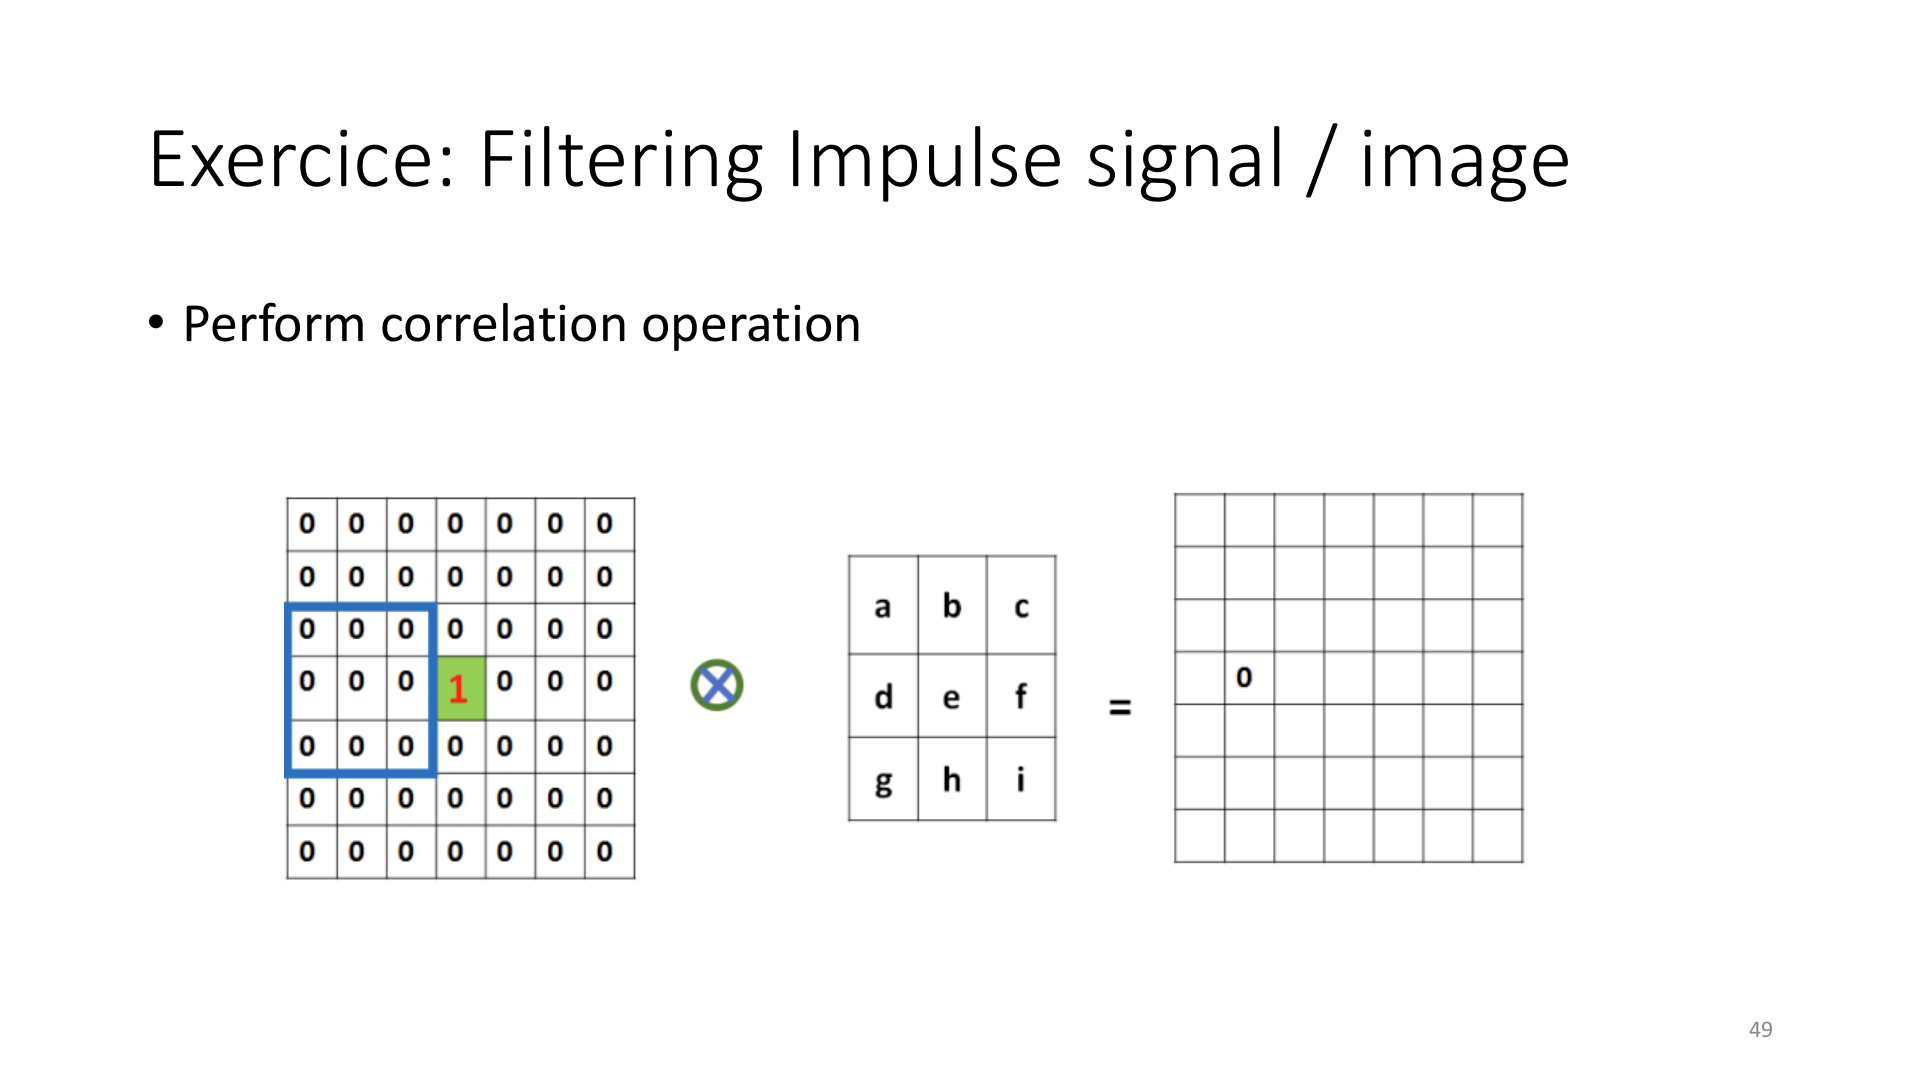 Exercice: Filtering Impulse signal / image
• Perform correlation operation
0 0 0 0 0 0 0
0 0 0 0 0 0 0
0 0 0 0 0 0 0
0 0 0 1 0 0 0
0 0 0 0 0 0 0
0 0 0 0 0 0 0
0 0 0 0 0 0 0
a b c
d e f
g h i
=
0
49